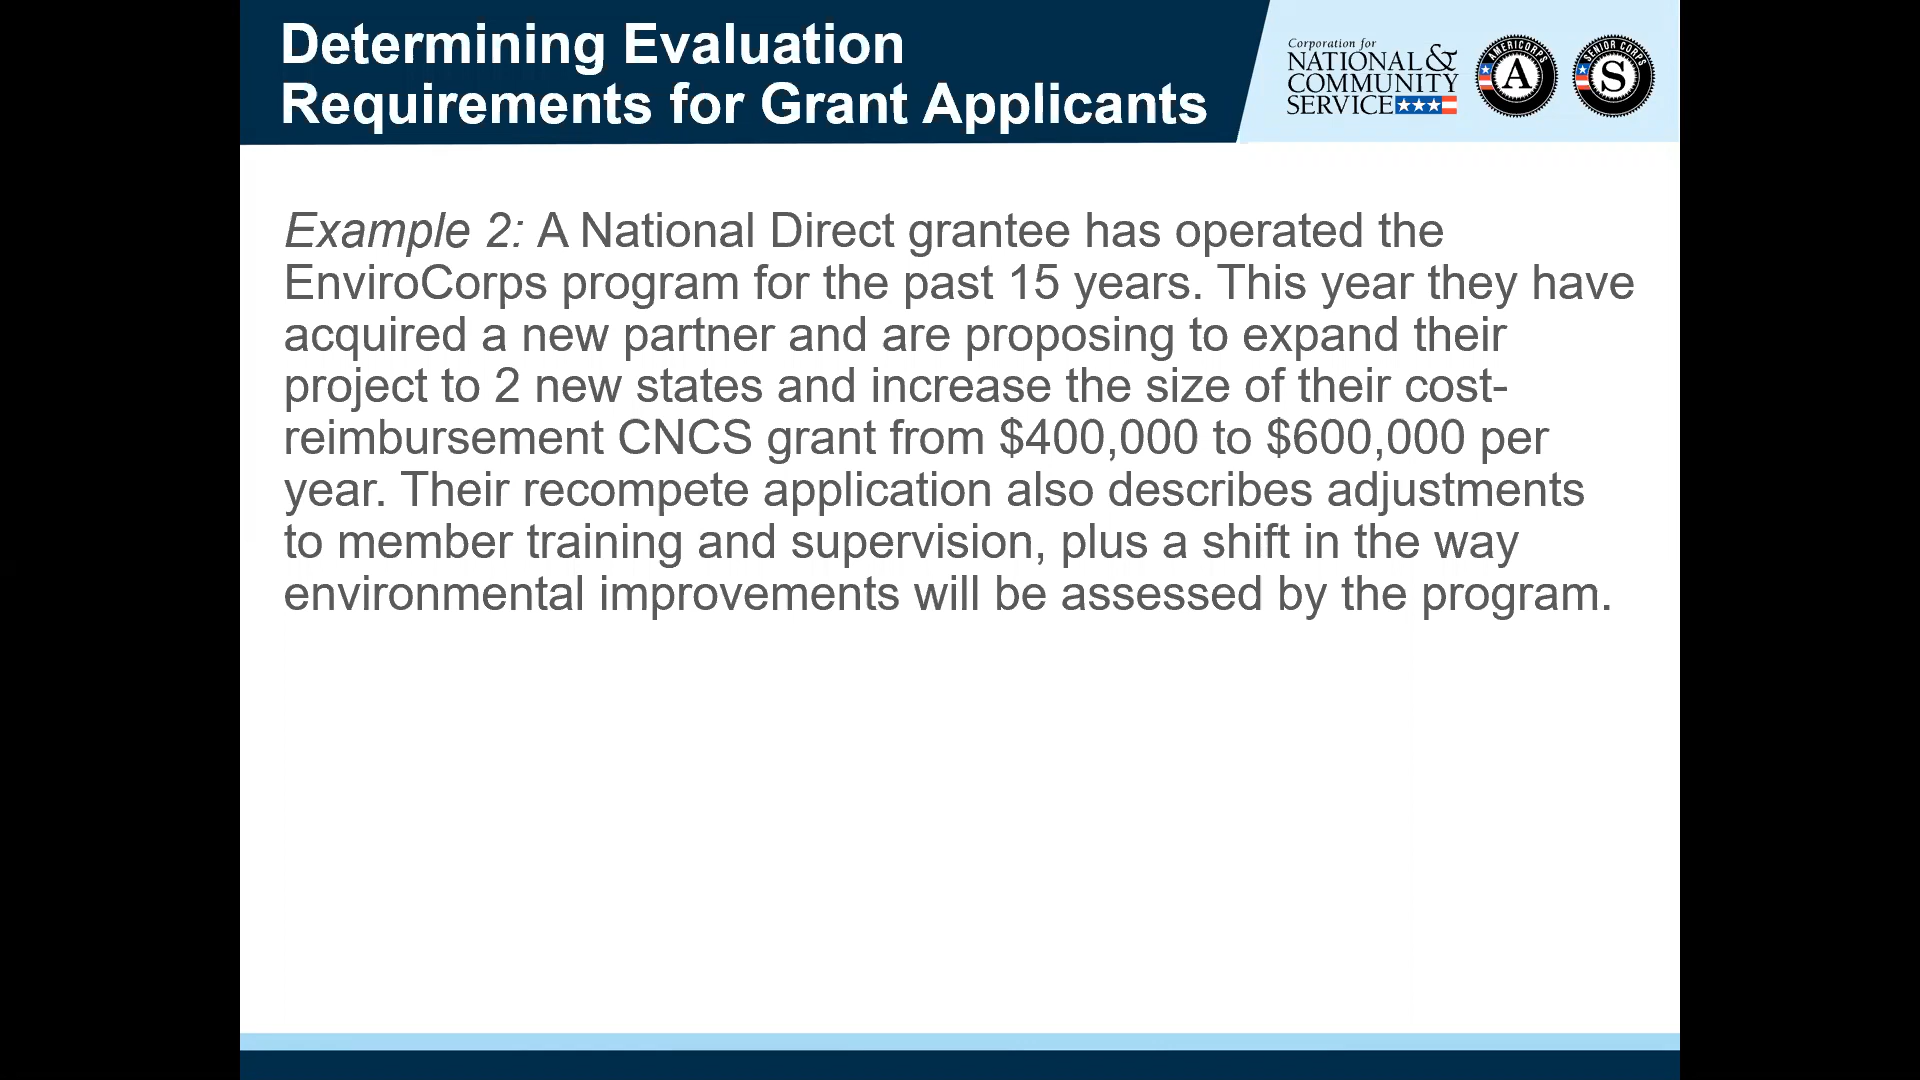 Determining Evaluation
Requirements for Grant Applicants
Corporation for
NATIONAL &
COMMUNITY
SERVICE
AMERICORPS
A
SENIOR CORPS
S
Example 2: A National Direct grantee has operated the
EnviroCorps program for the past 15 years. This year they have
acquired a new partner and are proposing to expand their
project to 2 new states and increase the size of their cost-
reimbursement CNCS grant from $400,000 to $600,000 per
year. Their recompete application also describes adjustments
to member training and supervision, plus a shift in the way
environmental improvements will be assessed by the program.